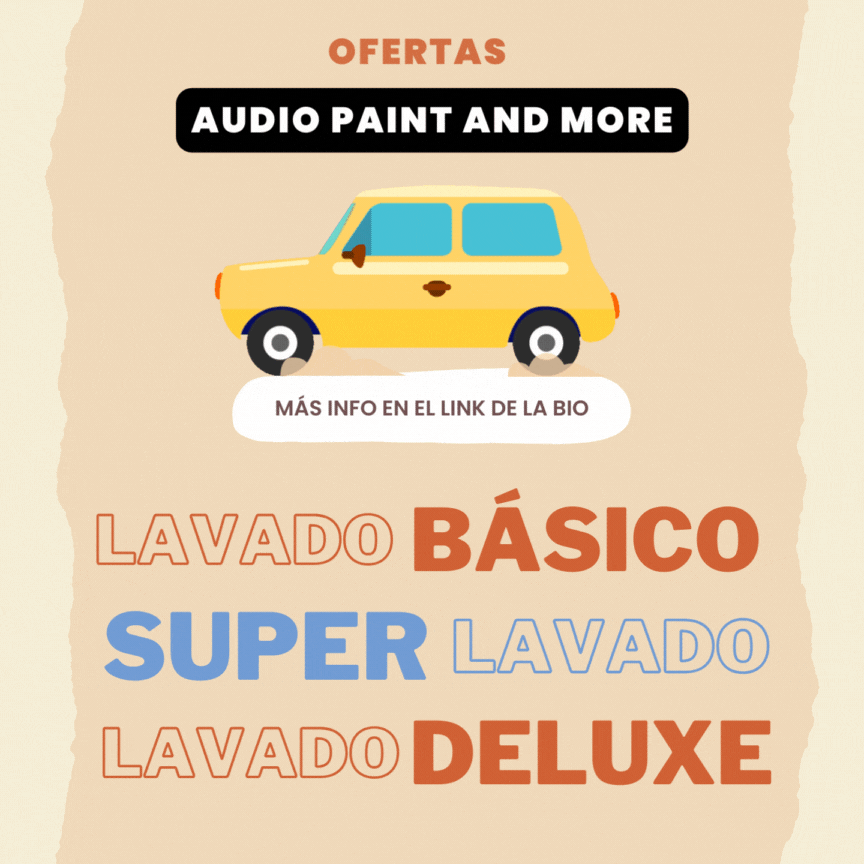 OFERTAS
AUDIO PAINT AND MORE
MÁS INFO EN EL LINK DE LA BIO
LAVADO BÁSICO
SUPER LAVADO
LAVADO DELUXE